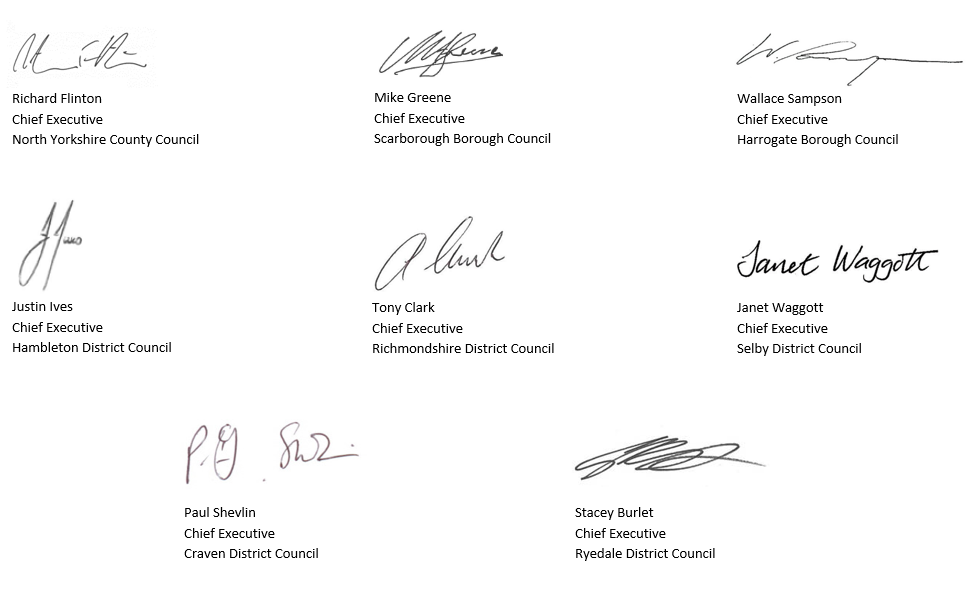 Richard Flinton
Chief Executive
North Yorkshire County Council
Mike Greene
Chief Executive
Scarborough Borough Council
W. 
Wallace Sampson
Chief Executive
Harrogate Borough Council
Justin Ives
Chief Executive
Hambleton District Council
Tony Clark
Chief Executive
Richmondshire District Council
Janet Waggott
Janet Waggott
Chief Executive
Selby District Council
Paul Shevlin
Chief Executive
Craven District Council
Stacey Burlet
Chief Executive
Ryedale District Council